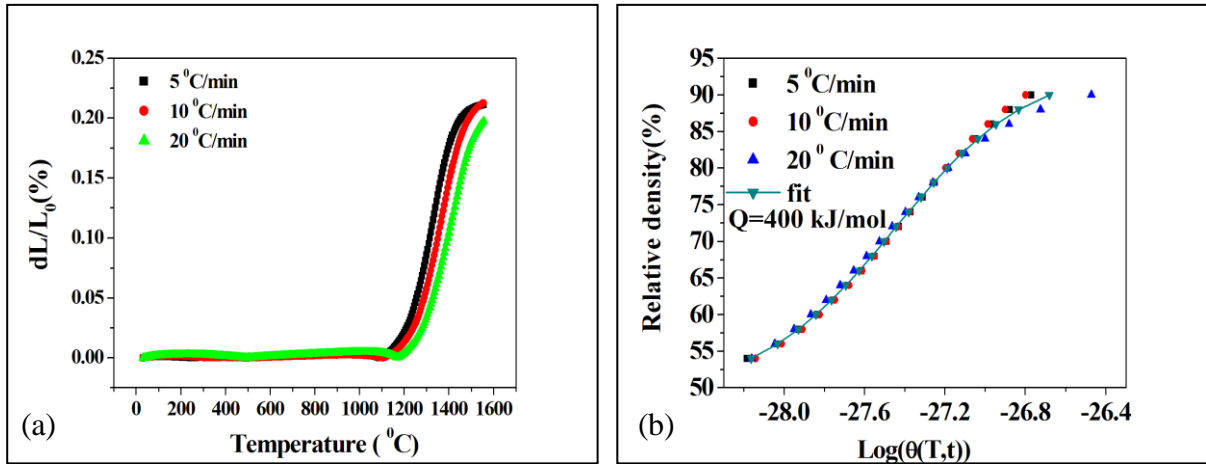 0.25
0.20
0.15
0.10
0.05
0.00
dL/L₀(%)
5 ⁰C/min
10 ⁰C/min
20 ⁰C/min
0 200 400 600 800 1000 1200 1400 1600
Temperature ( ⁰C)
(a)
95
90
85
80
75
70
65
60
55
50
Relative density(%)
5 ⁰C/min
10 ⁰C/min
20 ⁰ C/min
fit
Q=400 kJ/mol
-28.0 -27.6 -27.2 -26.8 -26.4
Log(θ(T,t))
(b)